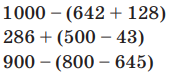 1000 – (642 + 128)
286 + (500 – 43)
900 – (800 – 645)